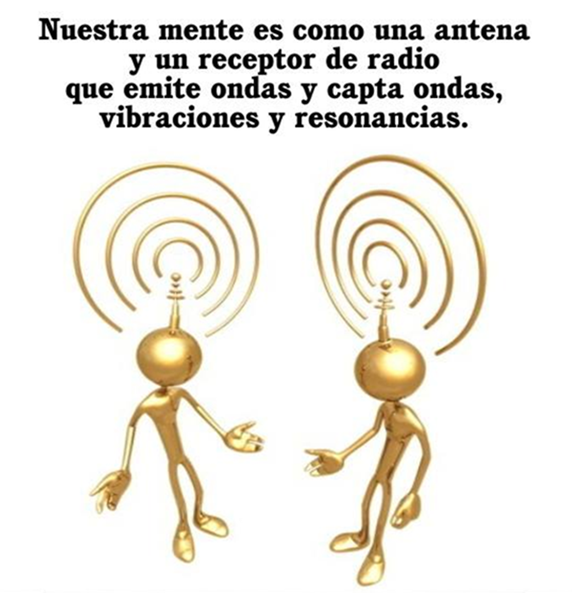 Nuestra mente es como una antena
y un receptor de radio
que emite ondas y capta ondas,
vibraciones y resonancias.